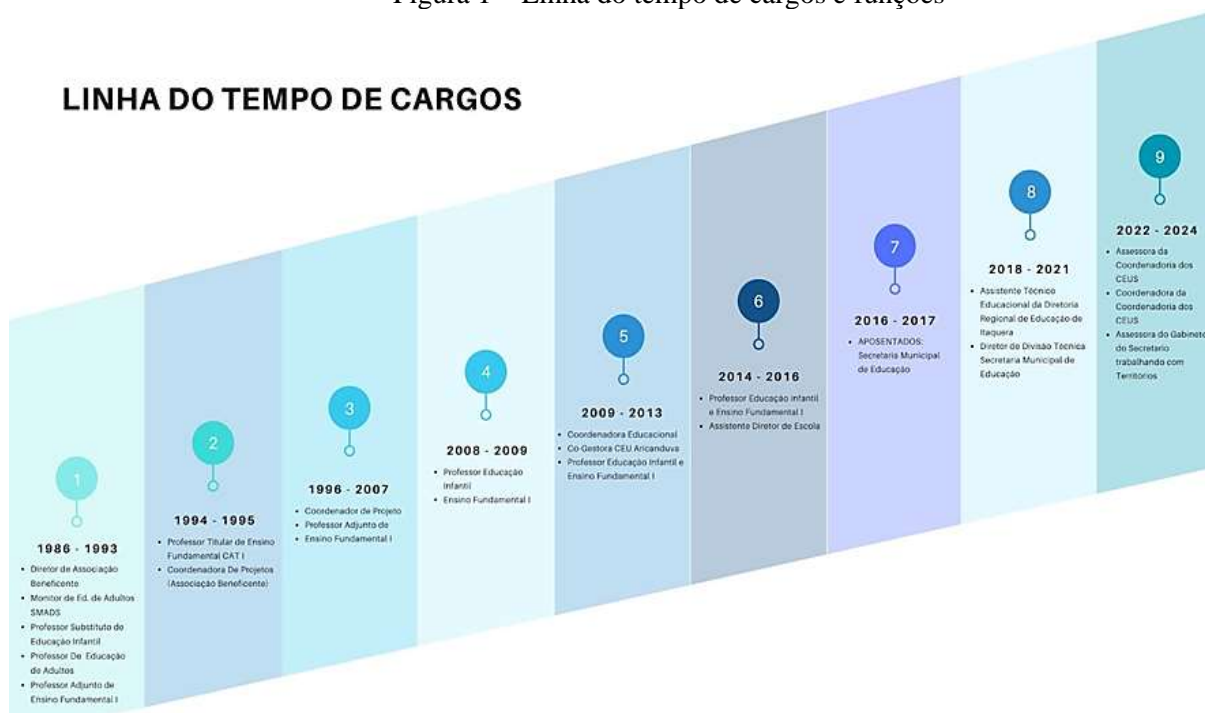 Figura 1 – Linha do tempo de cargos e funções
LINHA DO TEMPO DE CARGOS
1
1986 - 1993
• Diretor de Associação
Beneficente
• Monitor de Ed. de Adultos
SMADS
• Professor Substituto de
Educação Infantil
• Professor De Educação
de Adultos
• Professor Adjunto de
Ensino Fundamental I
2
1994 - 1995
• Professor Titular de Ensino
Fundamental CAT I
• Coordenadora De Projetos
(Associação Beneficente)
3
1996 - 2007
• Coordenador de Projeto
• Professor Adjunto de
• Ensino Fundamental I
4
2008 - 2009
• Professor Educação
Infantil
• Ensino Fundamental I
5
2009 - 2013
• Coordenadora Educacional
• Co-Gestora CEU Aricanduva
• Professor Educação Infantil e
Ensino Fundamental I
6
2014 - 2016
• Professor Educação Infantil
e Ensino Fundamental I
• Assistente Diretor de Escola
7
2016 - 2017
• APOSENTADOS:
Secretaria Municipal
de Educação
8
2018 - 2021
• Assistente Técnico
Educacional da Diretoria
Regional de Educação de
Itaquera
• Diretor de Divisão Técnica
Secretaria Municipal de
Educação
9
2022 - 2024
• Assessora da
Coordenadoria dos
CEUS
• Coordenadora da
Coordenadoria dos
CEUS
• Assessora do Gabinete
do Secretario
trabalhando com
Territorios